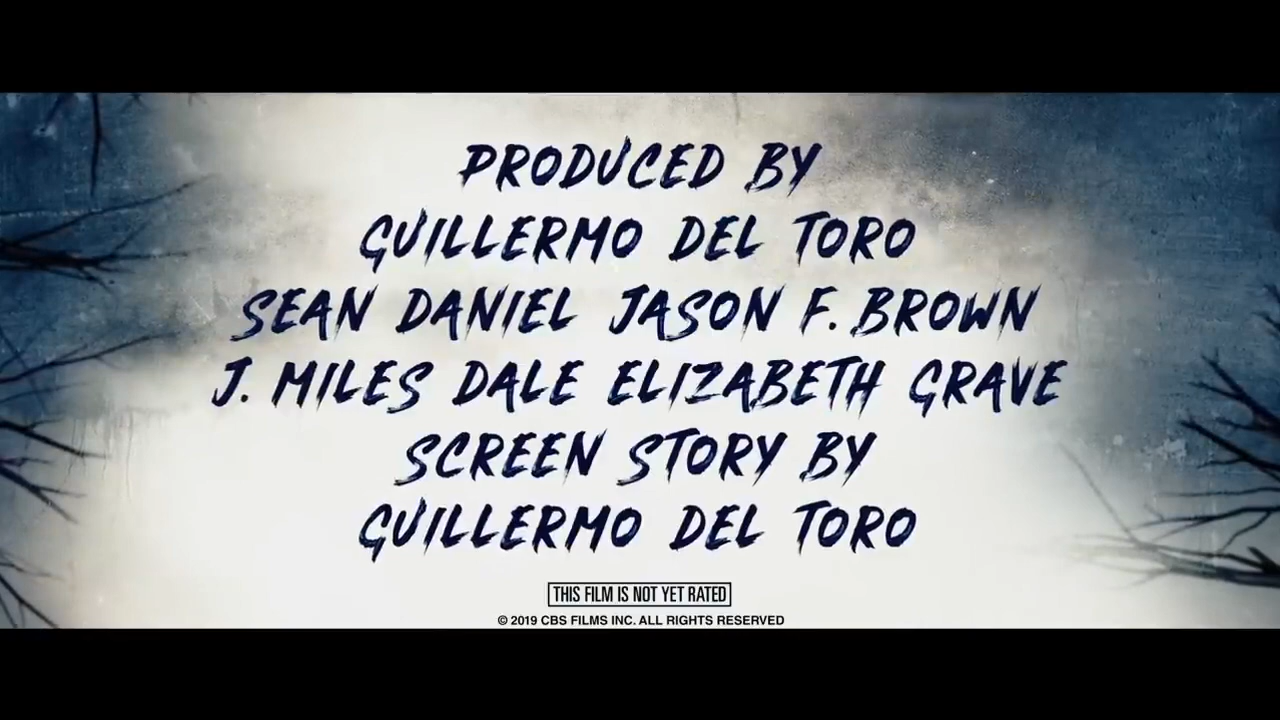 PRODUCED BY
GUILLERMO DEL TORO
SEAN DANIEL JASON F. BROWN
J. MILES DALE ELIZABETH GRAVE
SCREEN STORY BY
GUILLERMO DEL TORO
THIS FILM IS NOT YET RATED
© 2019 CBS FILMS INC. ALL RIGHTS RESERVED